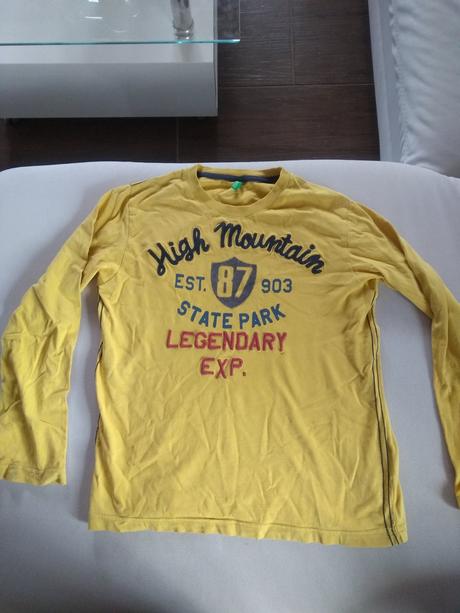 High Mountain
EST. 87 903
STATE PARK
LEGENDARY
EXP.